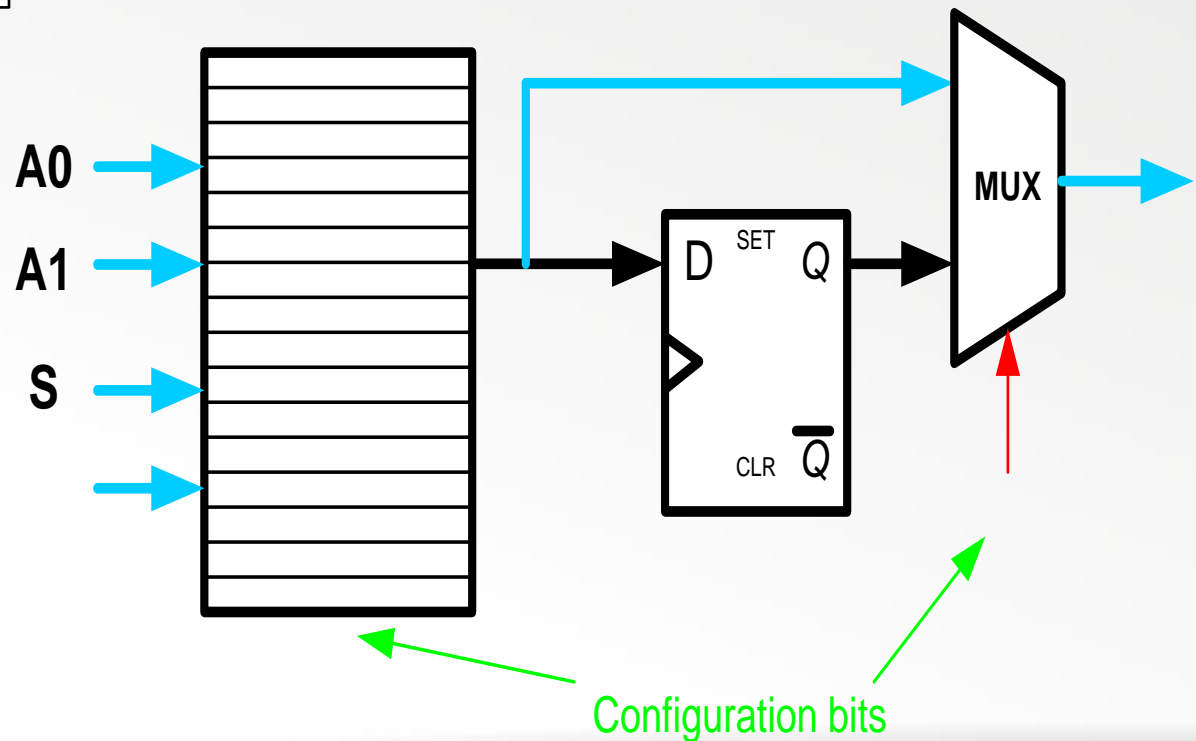 A0
A1
S
D
SET
Q
CLR
Q̅
MUX
Configuration bits